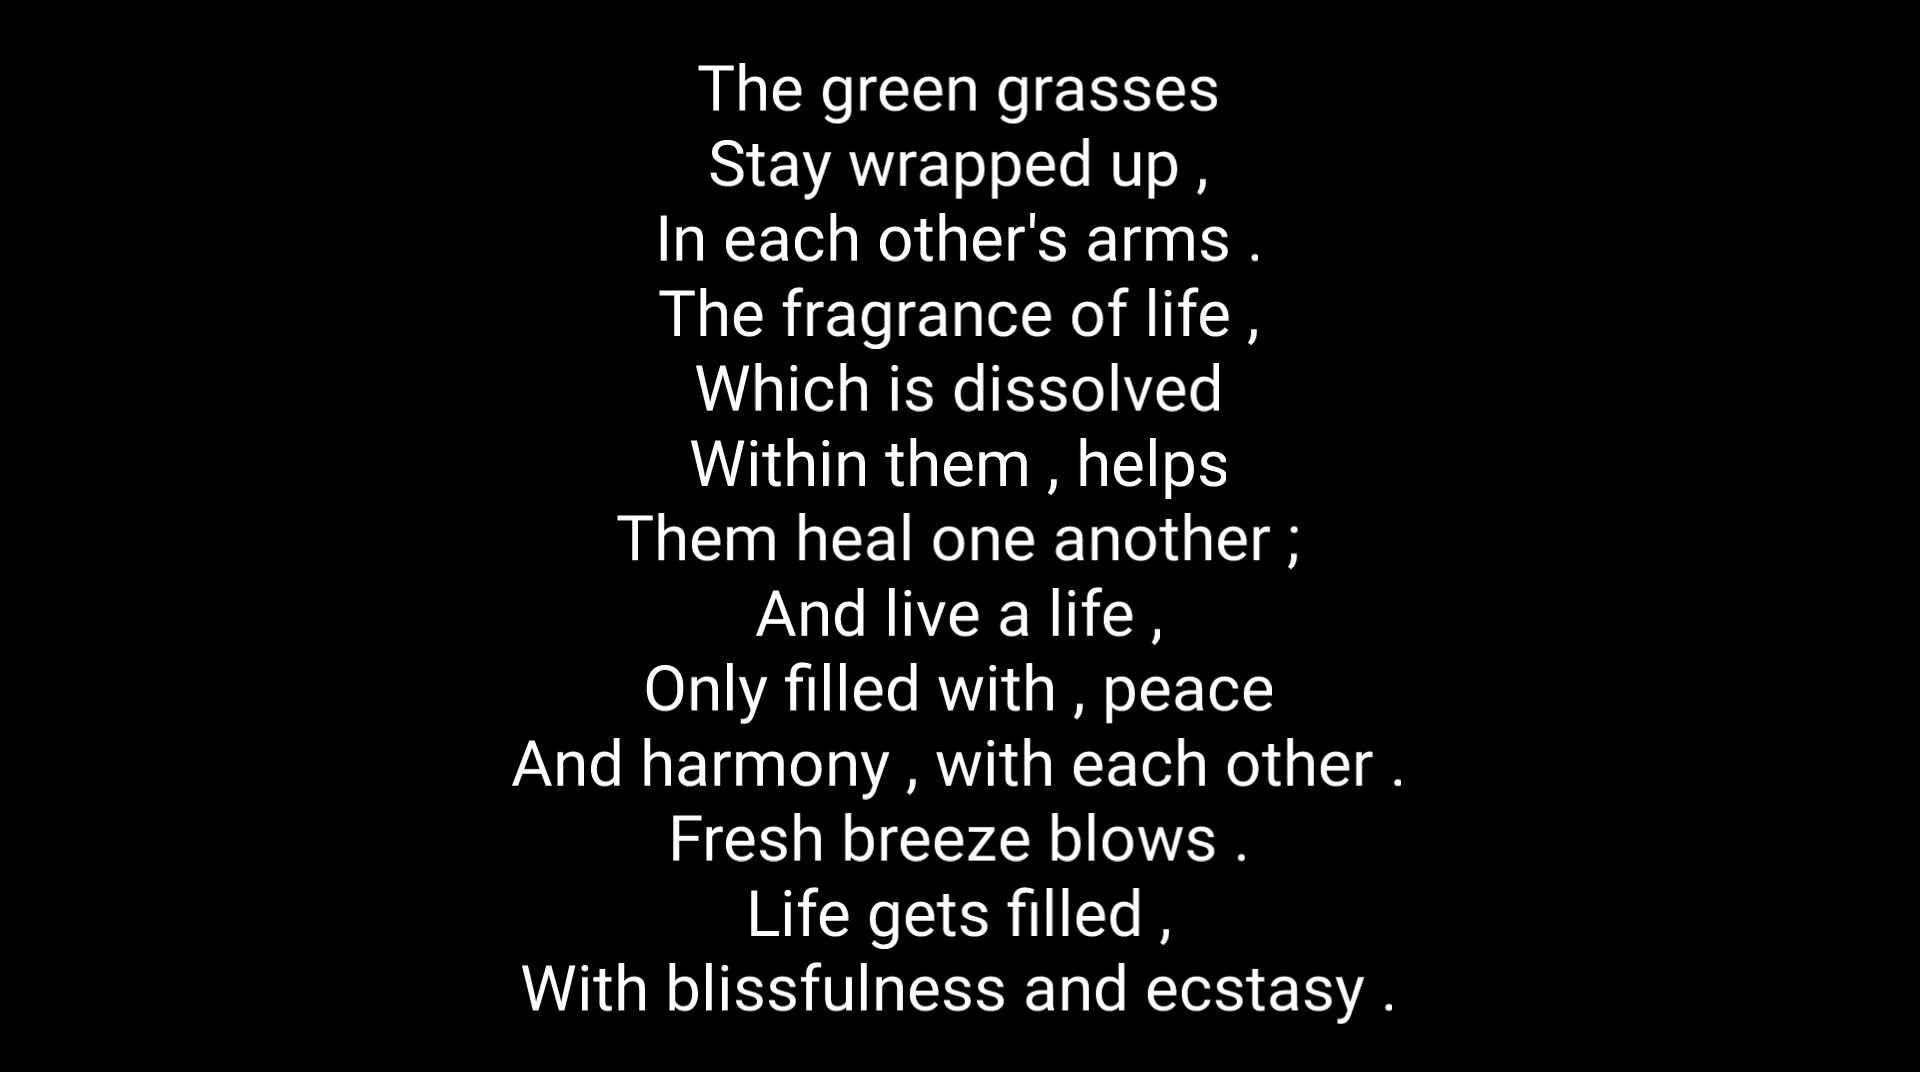 The green grasses
Stay wrapped up ,
In each other's arms .
The fragrance of life ,
Which is dissolved
Within them , helps
Them heal one another ;
And live a life ,
Only filled with , peace
And harmony , with each other .
Fresh breeze blows .
Life gets filled ,
With blissfulness and ecstasy .